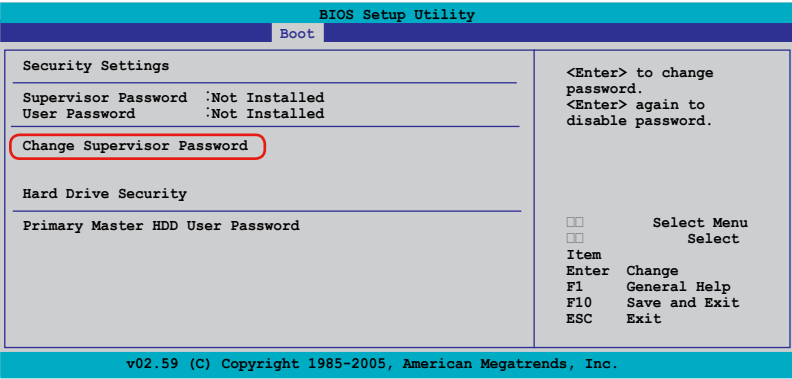 BIOS Setup Utility
Boot
Security Settings
Supervisor Password :Not Installed
User Password :Not Installed
Change Supervisor Password
Hard Drive Security
Primary Master HDD User Password
<Enter> to change
password.
<Enter> again to
disable password.
□□ Select Menu
□□ Select
Item
Enter Change
F1 General Help
F10 Save and Exit
ESC Exit
v02.59 (C) Copyright 1985-2005, American Megatrends, Inc.